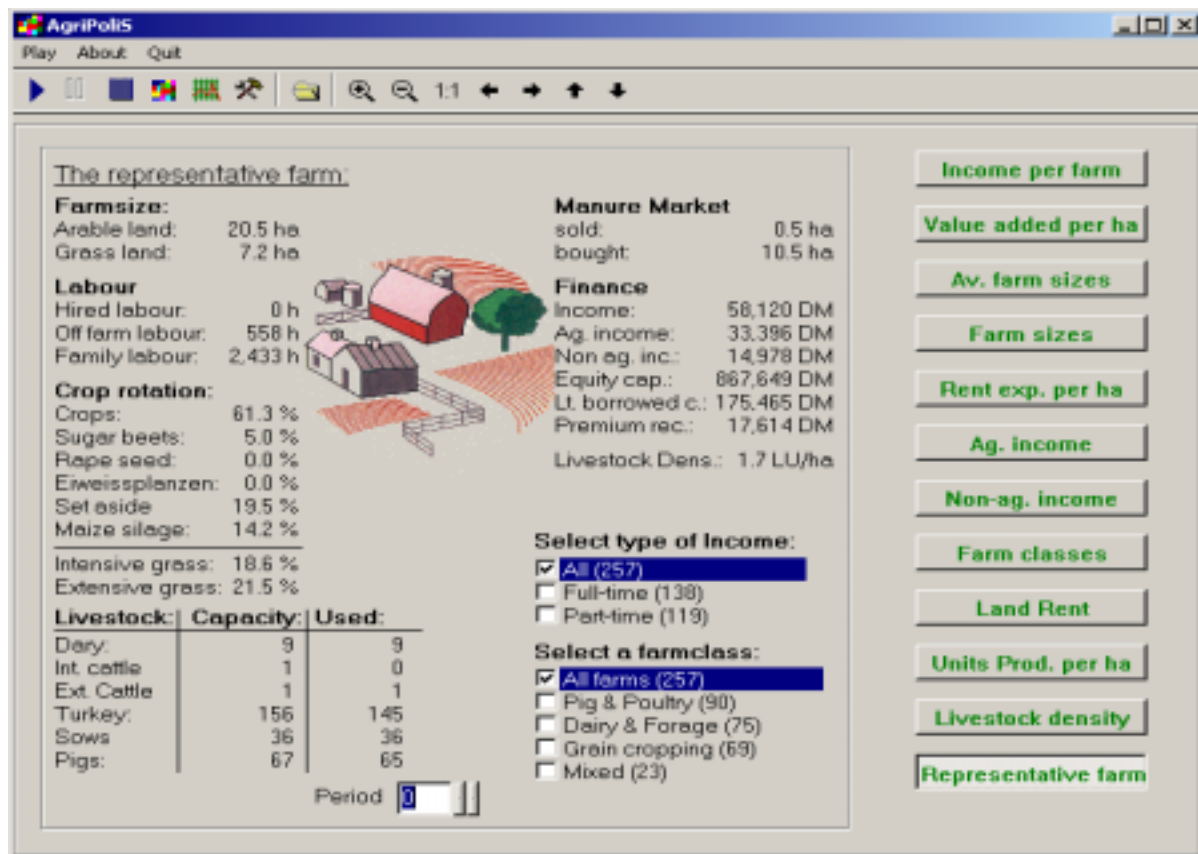 AgriPoliS
Play About Quit
1:1
The representative farm:
Farmsize:
Arable land: 20.5 ha
Grass land: 7.2 ha
Labour
Hired labour: 0 h
Off farm labour: 558 h
Family labour: 2,433 h
Crop rotation:
Crops: 61.3 %
Sugar beets: 5.0 %
Rape seed: 0.0 %
Eiweissplanzen: 0.0 %
Set aside 19.5 %
Maize silage: 14.2 %
Intensive grass: 18.6 %
Extensive grass: 21.5 %
Livestock: Capacity: Used:
Dary: 9 9
Int. cattle 1 0
Ext. Cattle 1 1
Turkey: 156 145
Sows 36 36
Pigs: 67 65
Period 0
Manure Market
sold: 0.5 ha
bought: 10.5 ha
Finance
Income: 58,120 DM
Ag. income: 33,396 DM
Non ag. inc.: 14,978 DM
Equity cap.: 867,649 DM
Lt. borrowed c.: 175,465 DM
Premium rec.: 17,614 DM
Livestock Dens.: 1.7 LU/ha
Select type of Income:
All (257)
Full-time (138)
Part-time (119)
Select a farmclass:
All farms (257)
Pig & Poultry (90)
Dairy & Forage (75)
Grain cropping (69)
Mixed (23)
Income per farm
Value added per ha
Av. farm sizes
Farm sizes
Rent exp. per ha
Ag. income
Non-ag. income
Farm classes
Land Rent
Units Prod. per ha
Livestock density
Representative farm